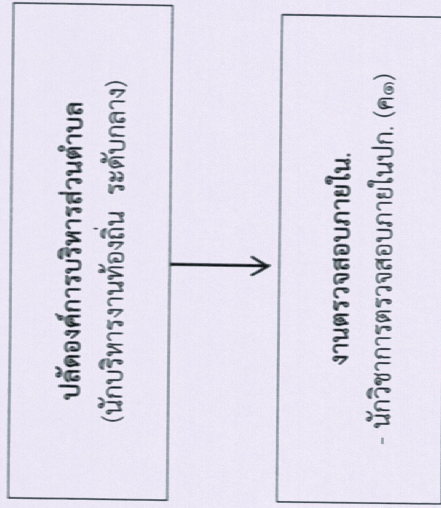 ปลัดองค์การบริหารส่วนตำบล
(นักบริหารงานท้องถิ่น ระดับกลาง)
งานตรวจสอบภายใน.
- นักวิชาการตรวจสอบภายในปก. (ค๑)